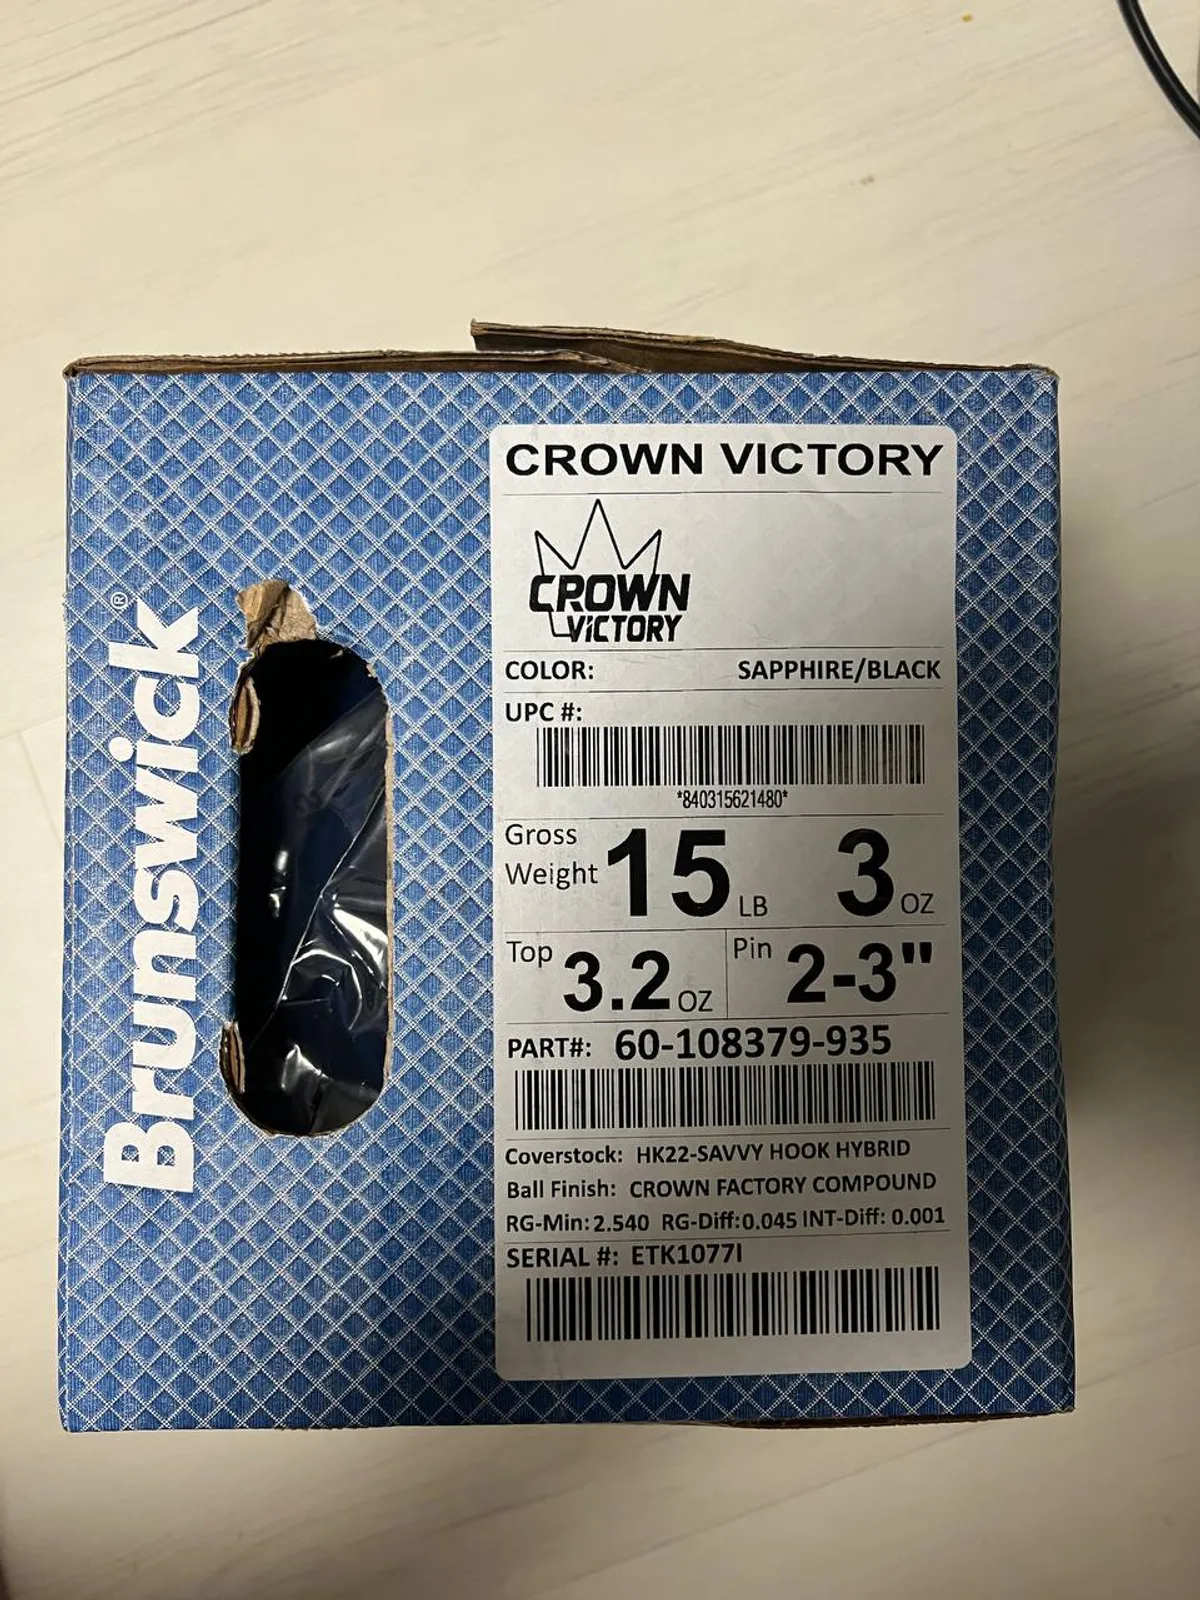 Brunswick®
CROWN VICTORY
CROWN
VICTORY
COLOR: SAPPHIRE/BLACK
UPC #:
*840315621480*
Gross
Weight 15 LB 3 OZ
Top 3.2 OZ Pin 2-3"
PART#: 60-108379-935
Coverstock: HK22-SAVVY HOOK HYBRID
Ball Finish: CROWN FACTORY COMPOUND
RG-Min: 2.540 RG-Diff: 0.045 INT-Diff: 0.001
SERIAL #: ETK1077I